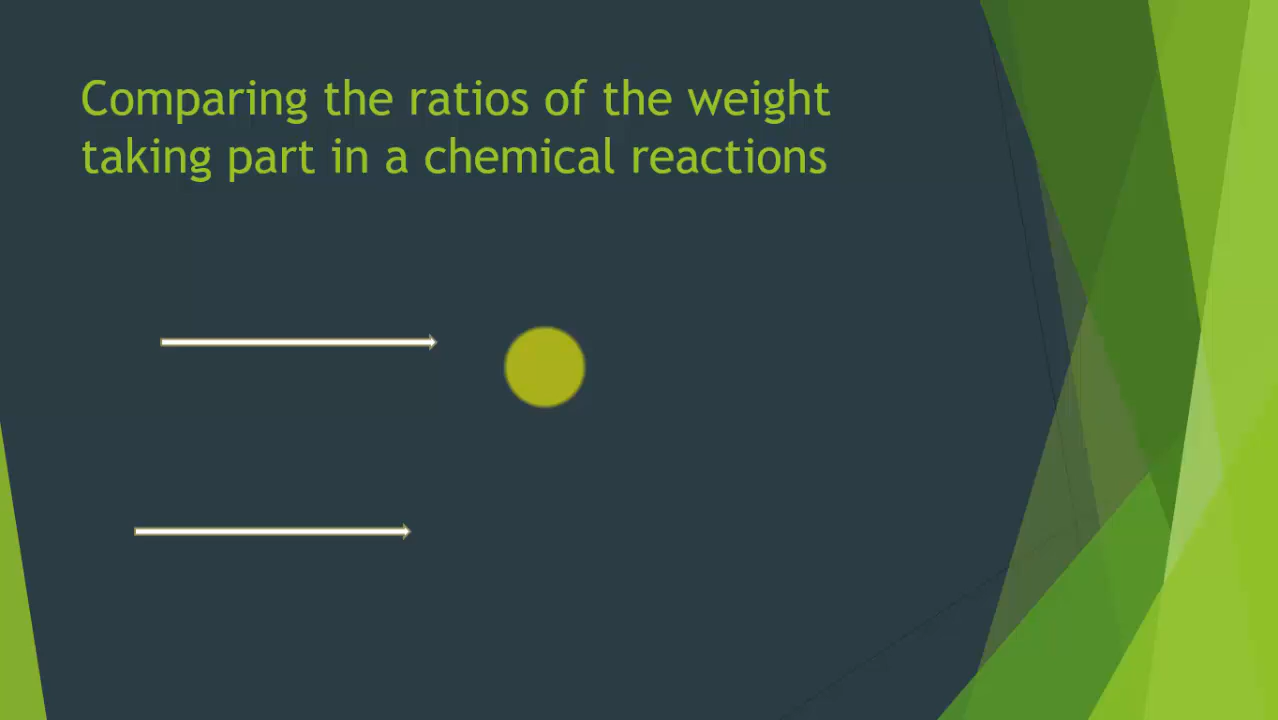 Comparing the ratios of the weight
taking part in a chemical reactions